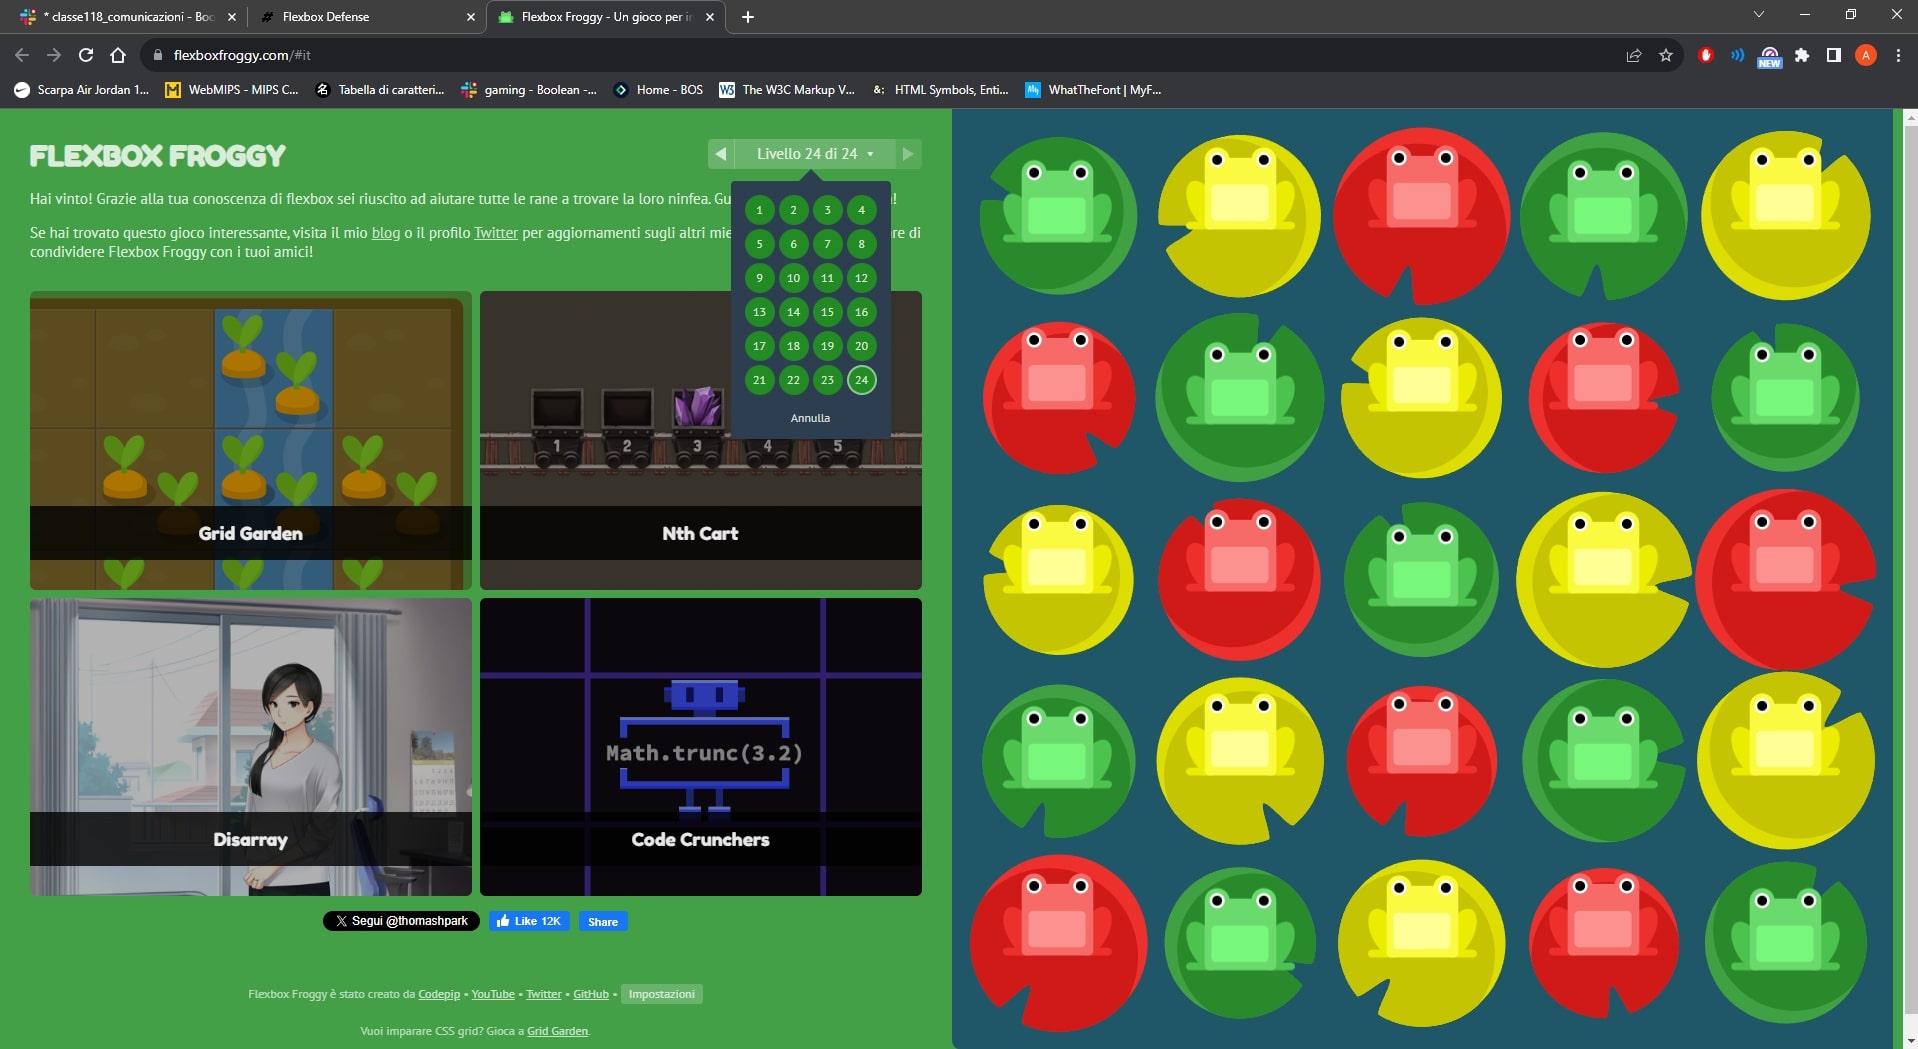 * classe118_comunicazioni - Boo
Flexbox Defense
Flexbox Froggy - Un gioco per i
flexboxfroggy.com/#it
NEW
A
Scarpa Air Jordan 1...
WebMIPS - MIPS C...
Tabella di caratteri...
gaming - Boolean -...
Home - BOS
The W3C Markup V...
HTML Symbols, Enti...
WhatTheFont | MyF...
FLEXBOX FROGGY
Livello 24 di 24
Hai vinto! Grazie alla tua conoscenza di flexbox sei riuscito ad aiutare tutte le rane a trovare la loro ninfea. Gu !
Se hai trovato questo gioco interessante, visita il mio blog o il profilo Twitter per aggiornamenti sugli altri mie re di
condividere Flexbox Froggy con i tuoi amici!
1 2 3 4
5 6 7 8
9 10 11 12
13 14 15 16
17 18 19 20
21 22 23 24
Annulla
1 2 3 4 5
Grid Garden
Nth Cart
Math.trunc(3.2)
Disarray
Code Crunchers
X Segui @thomashpark
Like 12K
Share
Flexbox Froggy è stato creato da Codepip • YouTube • Twitter • GitHub • Impostazioni
Vuoi imparare CSS grid? Gioca a Grid Garden.